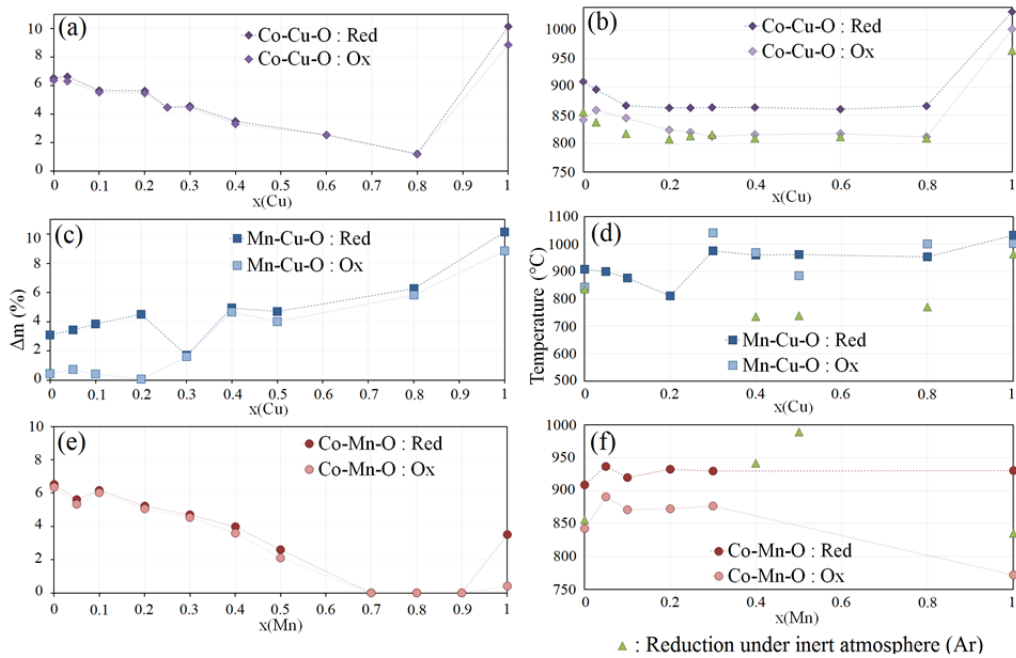 (a)
Co-Cu-O : Red
Co-Cu-O : Ox
10
8
6
4
2
0
0 0.1 0.2 0.3 0.4 0.5 0.6 0.7 0.8 0.9 1
x(Cu)
(b)
Co-Cu-O : Red
Co-Cu-O : Ox
1000
950
900
850
800
750
0 0.2 0.4 0.6 0.8 1
x(Cu)
(c)
Mn-Cu-O : Red
Mn-Cu-O : Ox
Δm (%)
10
8
6
4
2
0
0 0.1 0.2 0.3 0.4 0.5 0.6 0.7 0.8 0.9 1
x(Cu)
(d)
Mn-Cu-O : Red
Mn-Cu-O : Ox
Temperature (°C)
1100
1000
900
800
700
600
500
0 0.2 0.4 0.6 0.8 1
x(Cu)
(e)
Co-Mn-O : Red
Co-Mn-O : Ox
10
8
6
4
2
0
0 0.1 0.2 0.3 0.4 0.5 0.6 0.7 0.8 0.9 1
x(Mn)
(f)
Co-Mn-O : Red
Co-Mn-O : Ox
1000
950
900
850
800
750
0 0.2 0.4 0.6 0.8 1
x(Mn)
: Reduction under inert atmosphere (Ar)